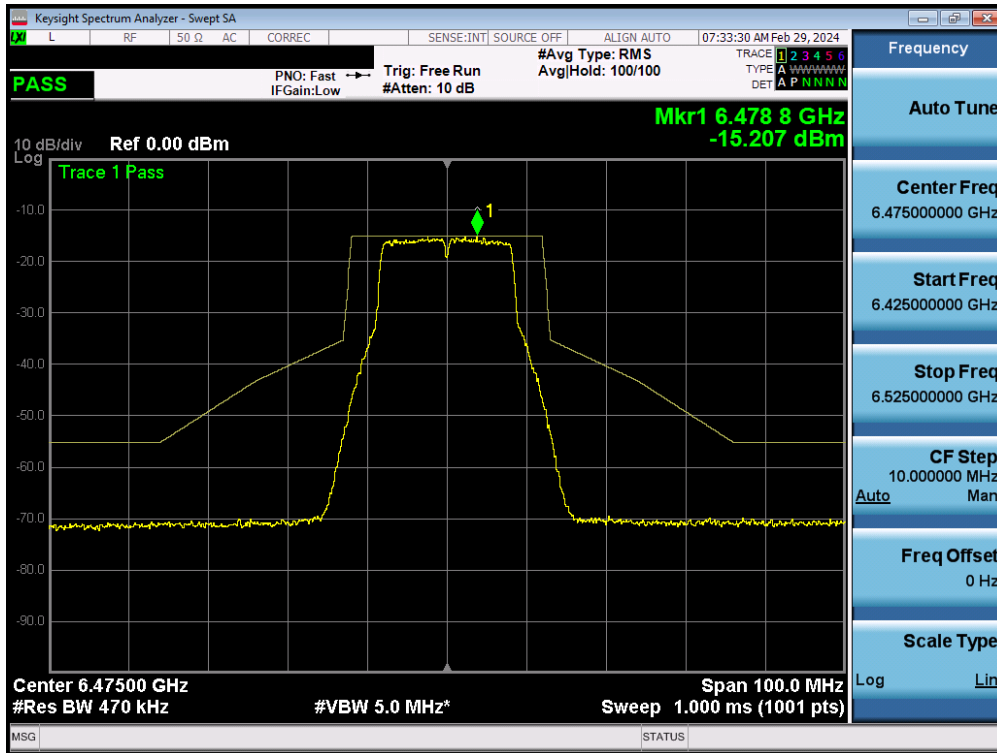 Keysight Spectrum Analyzer - Swept SA
LXI L RF 50 Ω AC CORREC SENSE:INT SOURCE OFF ALIGN AUTO 07:33:30 AM Feb 29, 2024
PASS
PNO: Fast
IFGain:Low
Trig: Free Run
#Atten: 10 dB
#Avg Type: RMS
Avg|Hold: 100/100
TRACE 1 2 3 4 5 6
TYPE A WWWWW
DET A P N N N N
Mkr1 6.478 8 GHz
-15.207 dBm
10 dB/div Ref 0.00 dBm
Log
Trace 1 Pass
1
-10.0
-20.0
-30.0
-40.0
-50.0
-60.0
-70.0
-80.0
-90.0
Center 6.47500 GHz Span 100.0 MHz
#Res BW 470 kHz #VBW 5.0 MHz* Sweep 1.000 ms (1001 pts)
MSG STATUS
Frequency
Auto Tune
Center Freq
6.475000000 GHz
Start Freq
6.425000000 GHz
Stop Freq
6.525000000 GHz
CF Step
10.000000 MHz
Auto Man
Freq Offset
0 Hz
Scale Type
Log Lin